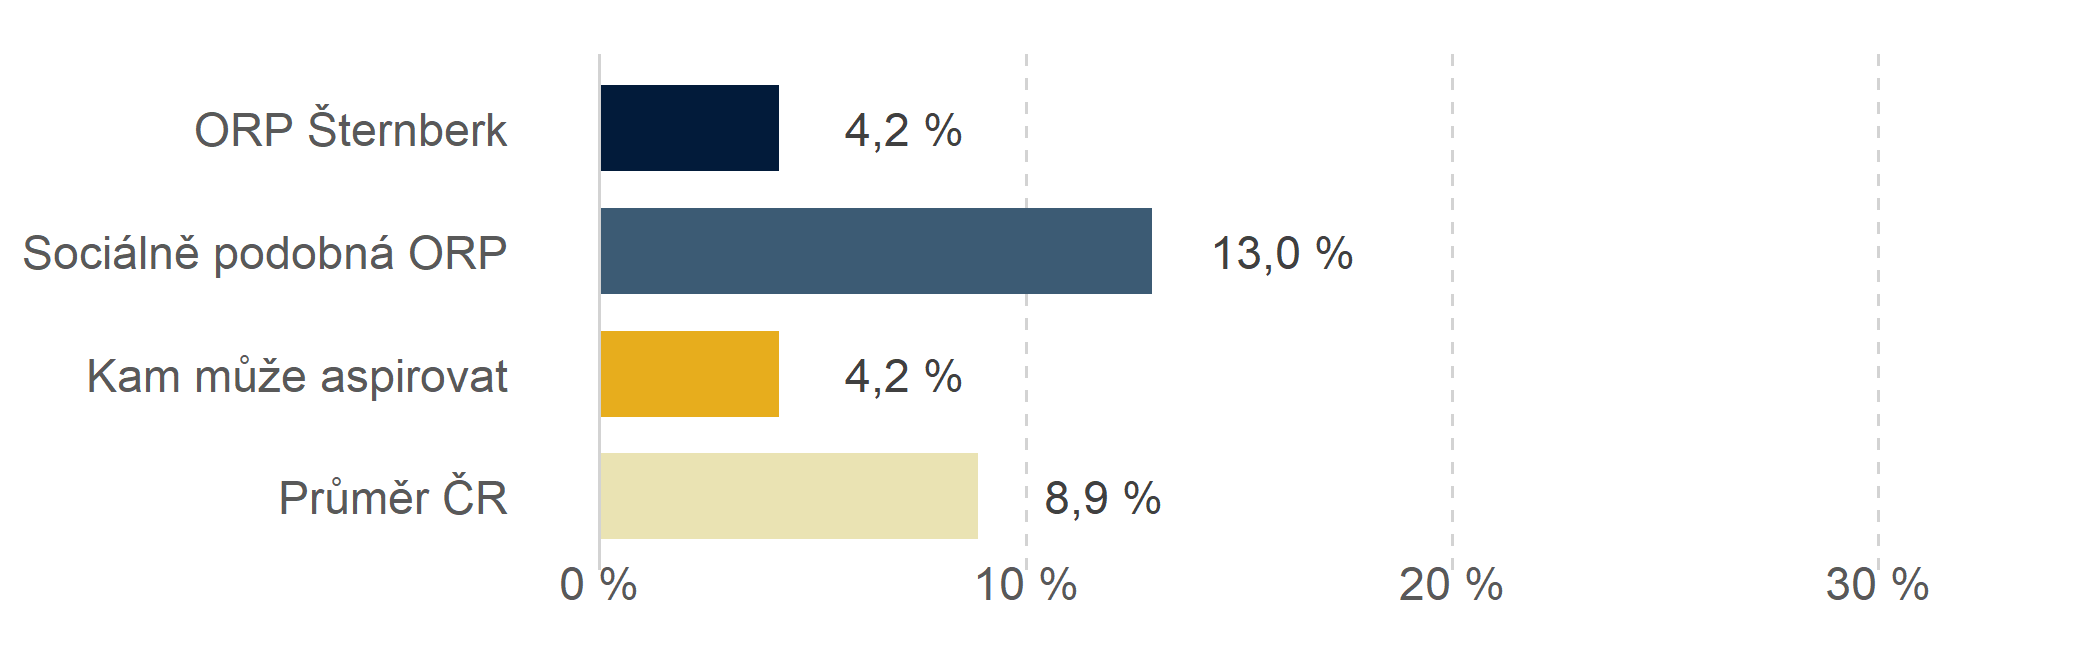 ORP Šternberk 4,2 %
Sociálně podobná ORP 13,0 %
Kam může aspirovat 4,2 %
Průměr ČR 8,9 %
0 % 10 % 20 % 30 %